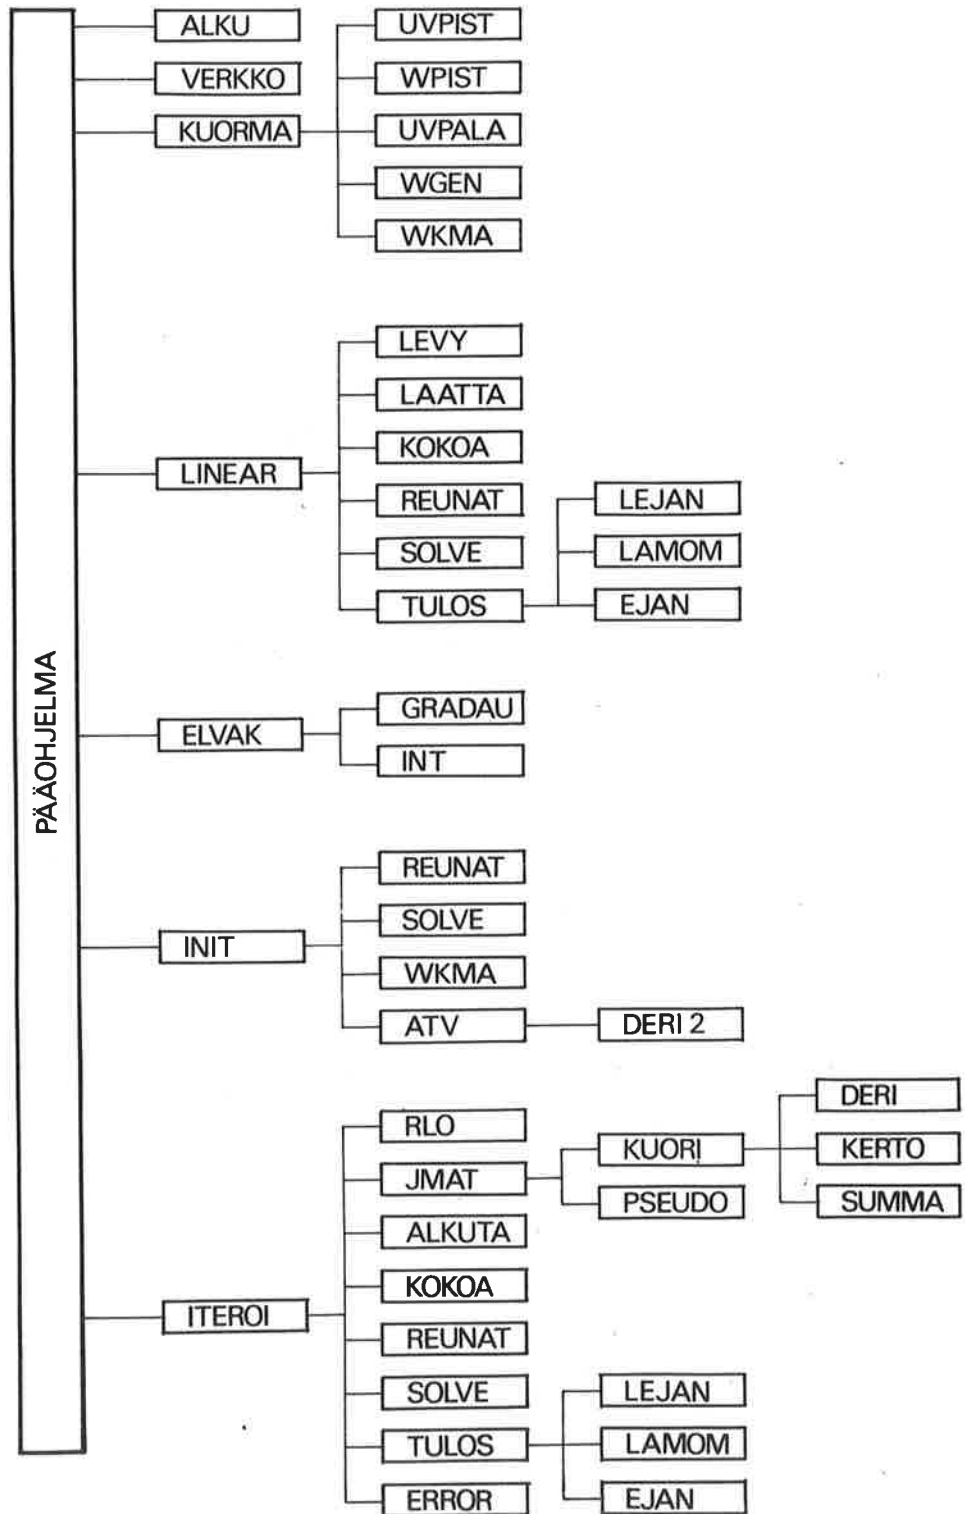 PÄÄOHJELMA
ALKU
VERKKO
KUORMA
UVPIST
WPIST
UVPALA
WGEN
WKMA
LINEAR
LEVY
LAATTA
KOKOA
REUNAT
SOLVE
TULOS
LEJAN
LAMOM
EJAN
ELVAK
GRADAU
INT
INIT
REUNAT
SOLVE
WKMA
ATV
DERI 2
ITEROI
RLO
JMAT
KUORI
DERI
KERTO
SUMMA
PSEUDO
ALKUTA
KOKOA
REUNAT
SOLVE
TULOS
LEJAN
LAMOM
EJAN
ERROR